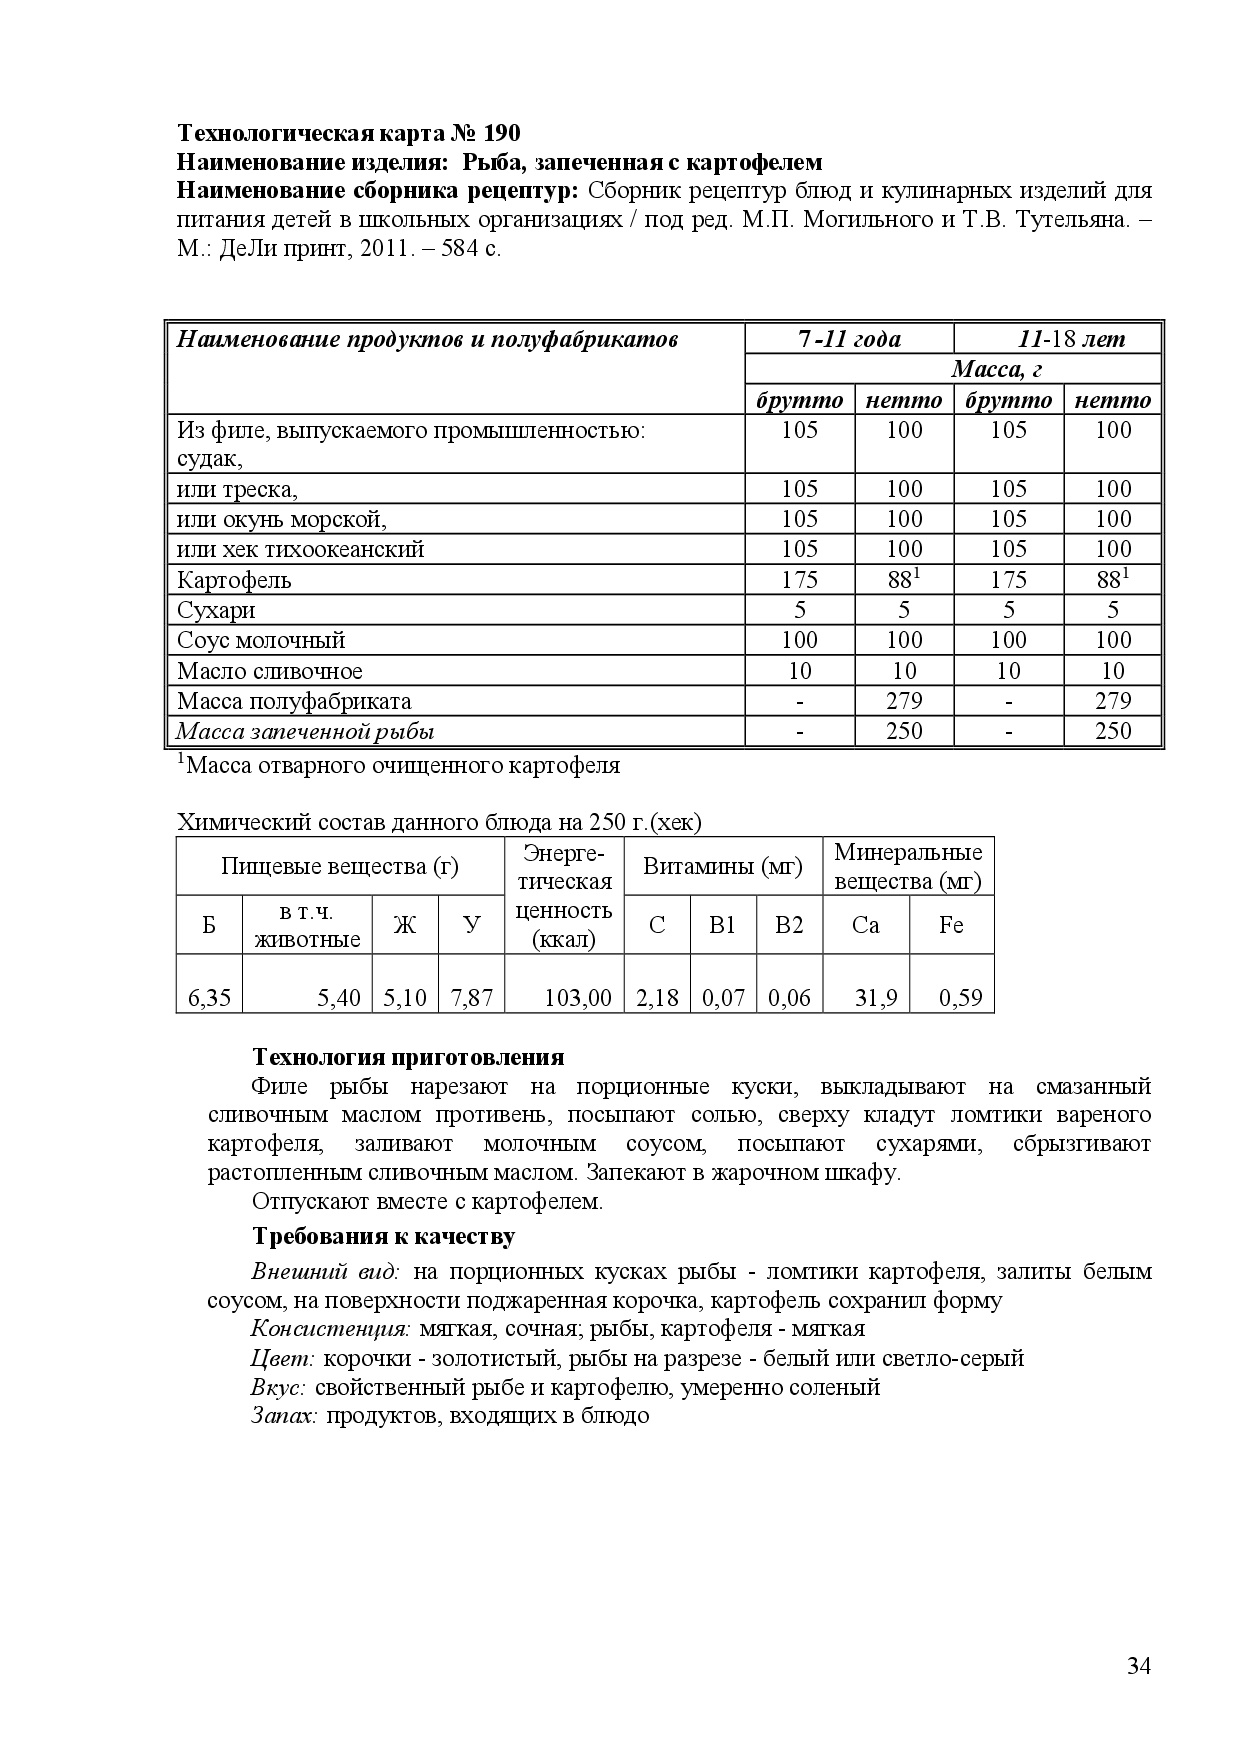 Технологическая карта № 190
Наименование изделия:  Рыба, запеченная с картофелем
Наименование сборника рецептур: Сборник рецептур блюд и кулинарных изделий для
питания детей в школьных организациях / под ред. М.П. Могильного и Т.В. Тутельяна. –
М.: ДеЛи принт, 2011. – 584 с.
Наименование продуктов и полуфабрикатов 7 -11 года 11-18 лет
Масса, г
брутто нетто брутто нетто
Из филе, выпускаемого промышленностью: 105 100 105 100
судак,
или треска, 105 100 105 100
или окунь морской, 105 100 105 100
или хек тихоокеанский 105 100 105 100
Картофель 175 88¹ 175 88¹
Сухари 5 5 5 5
Соус молочный 100 100 100 100
Масло сливочное 10 10 10 10
Масса полуфабриката - 279 - 279
Масса запеченной рыбы - 250 - 250
¹Масса отварного очищенного картофеля
Химический состав данного блюда на 250 г.(хек)
Пищевые вещества (г) Энерге-
тическая
ценность
(ккал) Витамины (мг) Минеральные
вещества (мг)
Б в т.ч.
животные Ж У С В1 В2 Ca Fe
6,35 5,40 5,10 7,87 103,00 2,18 0,07 0,06 31,9 0,59
Технология приготовления
Филе рыбы нарезают на порционные куски, выкладывают на смазанный
сливочным маслом противень, посыпают солью, сверху кладут ломтики вареного
картофеля, заливают молочным соусом, посыпают сухарями, сбрызгивают
растопленным сливочным маслом. Запекают в жарочном шкафу.
Отпускают вместе с картофелем.
Требования к качеству
Внешний вид: на порционных кусках рыбы - ломтики картофеля, залиты белым
соусом, на поверхности поджаренная корочка, картофель сохранил форму
Консистенция: мягкая, сочная; рыбы, картофеля - мягкая
Цвет: корочки - золотистый, рыбы на разрезе - белый или светло-серый
Вкус: свойственный рыбе и картофелю, умеренно соленый
Запах: продуктов, входящих в блюдо
34